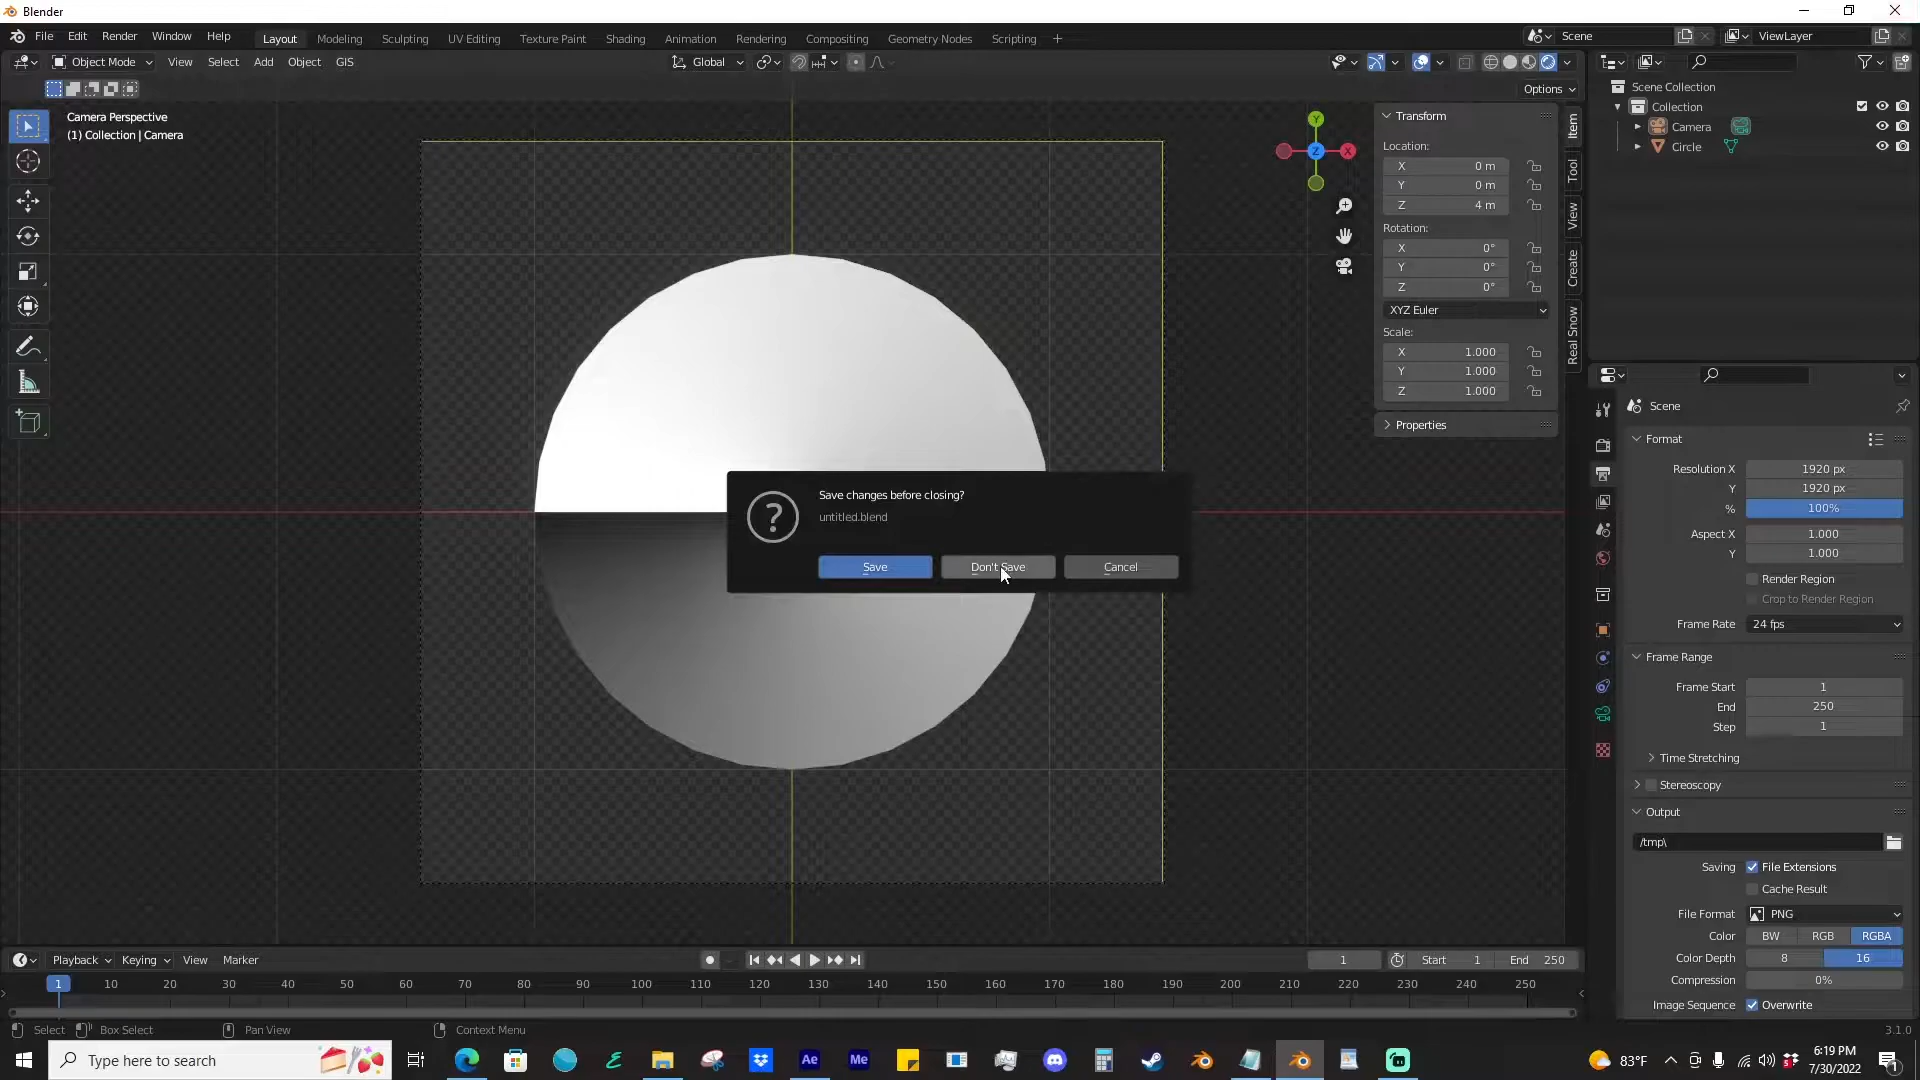 Blender
File Edit Render Window Help
Layout Modeling Sculpting UV Editing Texture Paint Shading Animation Rendering Compositing Geometry Nodes Scripting +
Scene
ViewLayer
Object Mode View Select Add Object GIS
Global
Options
Camera Perspective
(1) Collection | Camera
Y
Z
X
Transform
Location:
X 0 m
Y 0 m
Z 4 m
Rotation:
X 0°
Y 0°
Z 0°
XYZ Euler
Scale:
X 1.000
Y 1.000
Z 1.000
Properties
Item
Tool
View
Create
Real Snow
Scene Collection
Collection
Camera
Circle
Scene
Format
Resolution X 1920 px
Y 1920 px
% 100%
Aspect X 1.000
Y 1.000
Render Region
Crop to Render Region
Frame Rate 24 fps
Frame Range
Frame Start 1
End 250
Step 1
Time Stretching
Stereoscopy
Output
/tmp\
Saving File Extensions
Cache Result
File Format PNG
Color BW RGB RGBA
Color Depth 8 16
Compression 0%
Image Sequence Overwrite
?
Save changes before closing?
untitled.blend
Save Don't Save Cancel
Playback Keying View Marker
1 Start 1 End 250
1 10 20 30 40 50 60 70 80 90 100 110 120 130 140 150 160 170 180 190 200 210 220 230 240 250
Select Box Select Pan View Context Menu
3.1.0
Type here to search
Ae
Me
83°F
6:19 PM
7/30/2022
1